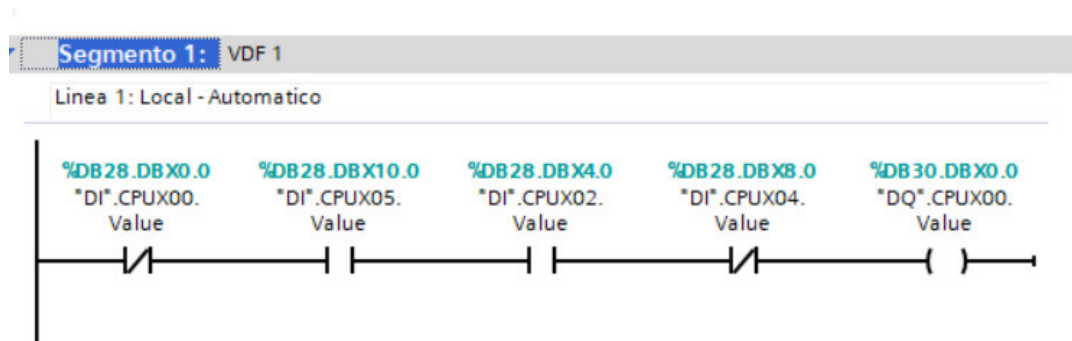 Segmento 1: VDF 1
Linea 1: Local - Automatico
%DB28.DBX0.0 %DB28.DBX10.0 %DB28.DBX4.0 %DB28.DBX8.0 %DB30.DBX0.0
"DI".CPUX00. "DI".CPUX05. "DI".CPUX02. "DI".CPUX04. "DQ".CPUX00.
Value Value Value Value Value